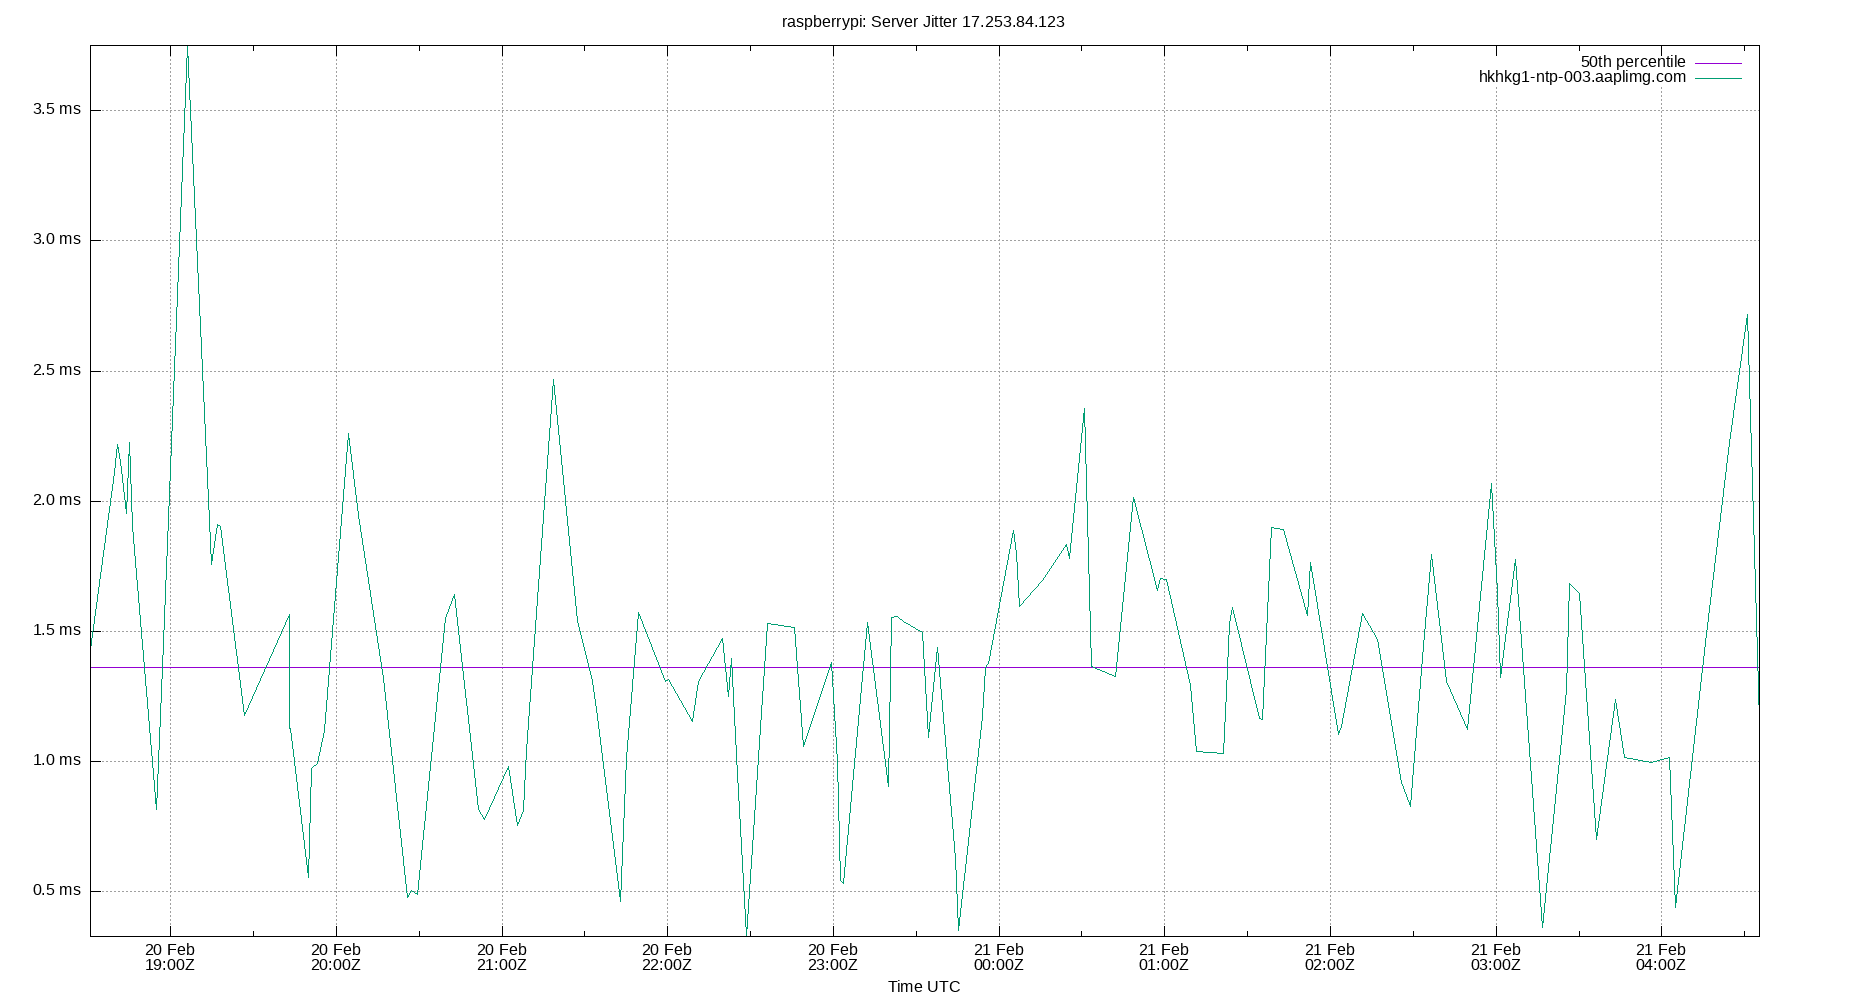 raspberrypi: Server Jitter 17.253.84.123
50th percentile
hkhkg1-ntp-003.aaplimg.com
3.5 ms
3.0 ms
2.5 ms
2.0 ms
1.5 ms
1.0 ms
0.5 ms
20 Feb 20 Feb 20 Feb 20 Feb 20 Feb 21 Feb 21 Feb 21 Feb 21 Feb 21 Feb
19:00Z 20:00Z 21:00Z 22:00Z 23:00Z 00:00Z 01:00Z 02:00Z 03:00Z 04:00Z
Time UTC